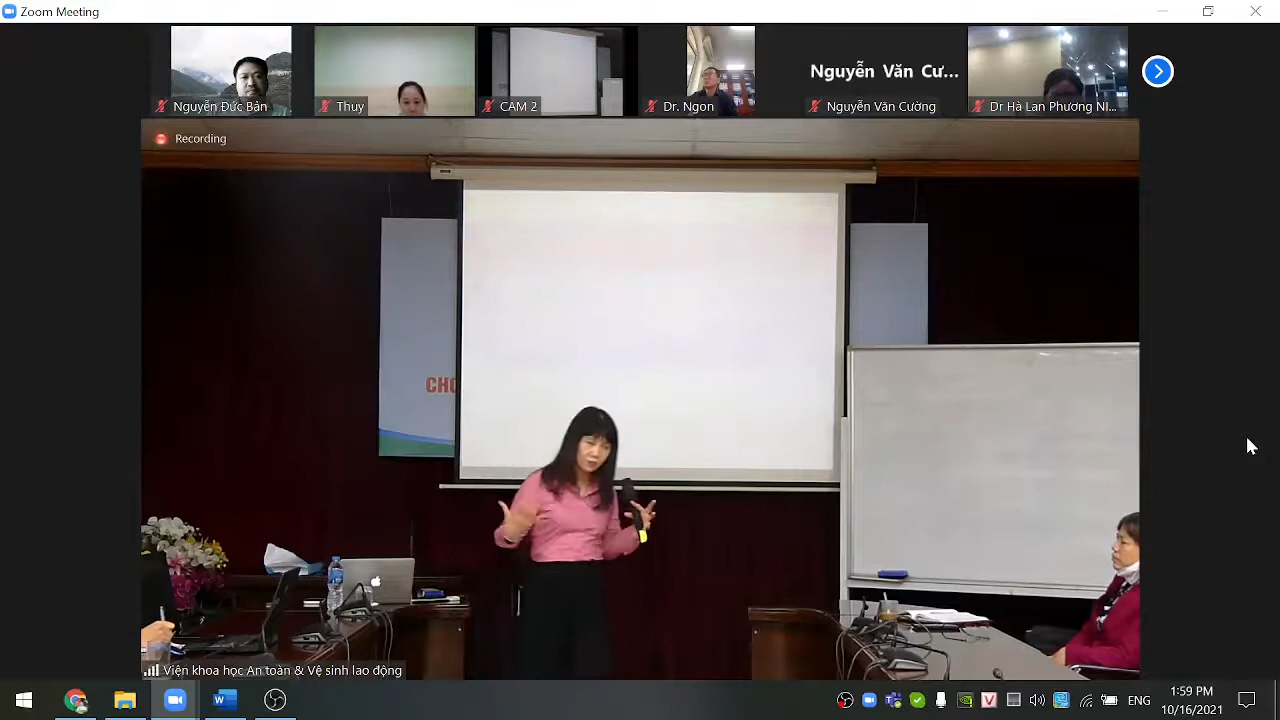 Zoom Meeting
Nguyễn Đức Bản
Thuy
CAM 2
Dr. Ngon
Nguyễn Văn Cư...
Nguyễn Văn Cường
Dr Hà Lan Phương NI...
Recording
CHO
Viện khoa học An toàn & Vệ sinh lao động
ENG
1:59 PM
10/16/2021